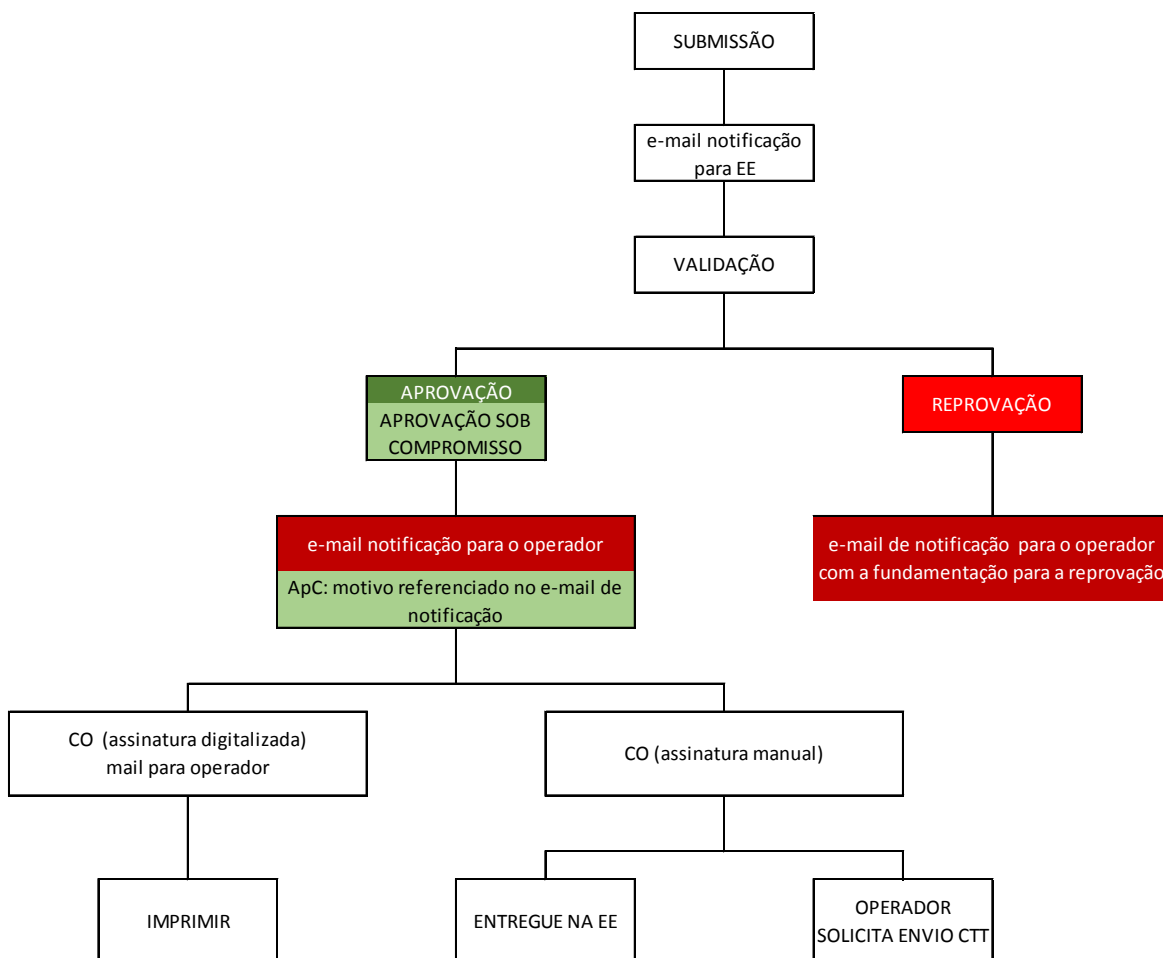 SUBMISSÃO
e-mail notificação
para EE
VALIDAÇÃO
APROVAÇÃO
APROVAÇÃO SOB
COMPROMISSO
REPROVAÇÃO
e-mail notificação para o operador
ApC: motivo referenciado no e-mail de
notificação
e-mail de notificação para o operador
com a fundamentação para a reprovação
CO (assinatura digitalizada)
mail para operador
CO (assinatura manual)
IMPRIMIR
ENTREGUE NA EE
OPERADOR
SOLICITA ENVIO CTT